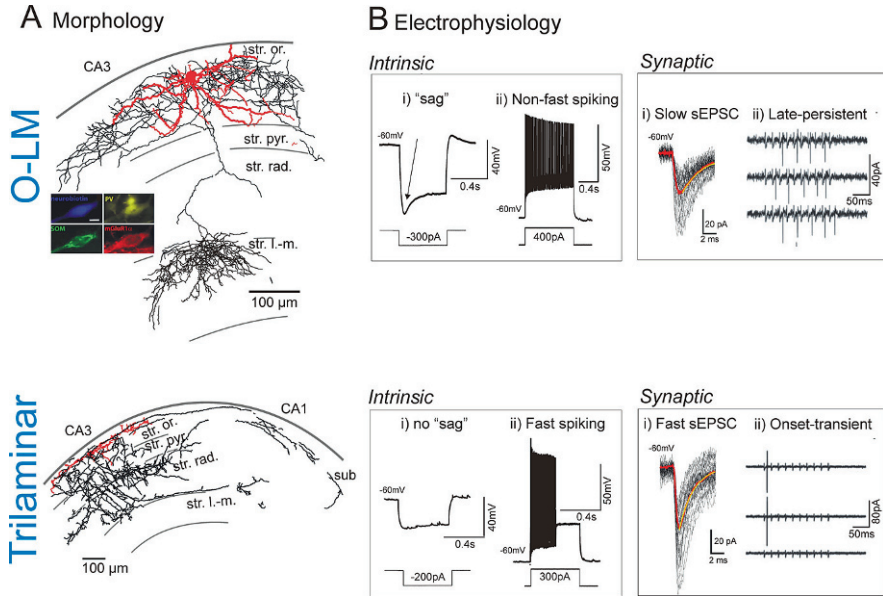 A Morphology
B Electrophysiology
O-LM
CA3
str. or.
str. pyr.
str. rad.
str. l.-m.
neurobiotin
PV
SOM
mGluR1α
100 µm
Intrinsic
i) "sag"
ii) Non-fast spiking
-60mV
40mV
0.4s
-300pA
50mV
0.4s
-60mV
400pA
Synaptic
i) Slow sEPSC
ii) Late-persistent
-60mV
20 pA
2 ms
40pA
50ms
Trilaminar
CA3
CA1
str. or.
str. pyr.
str. rad.
str. l.-m.
sub
100 µm
Intrinsic
i) no "sag"
ii) Fast spiking
-60mV
40mV
0.4s
-200pA
50mV
0.4s
-60mV
300pA
Synaptic
i) Fast sEPSC
ii) Onset-transient
-60mV
20 pA
2 ms
80pA
50ms